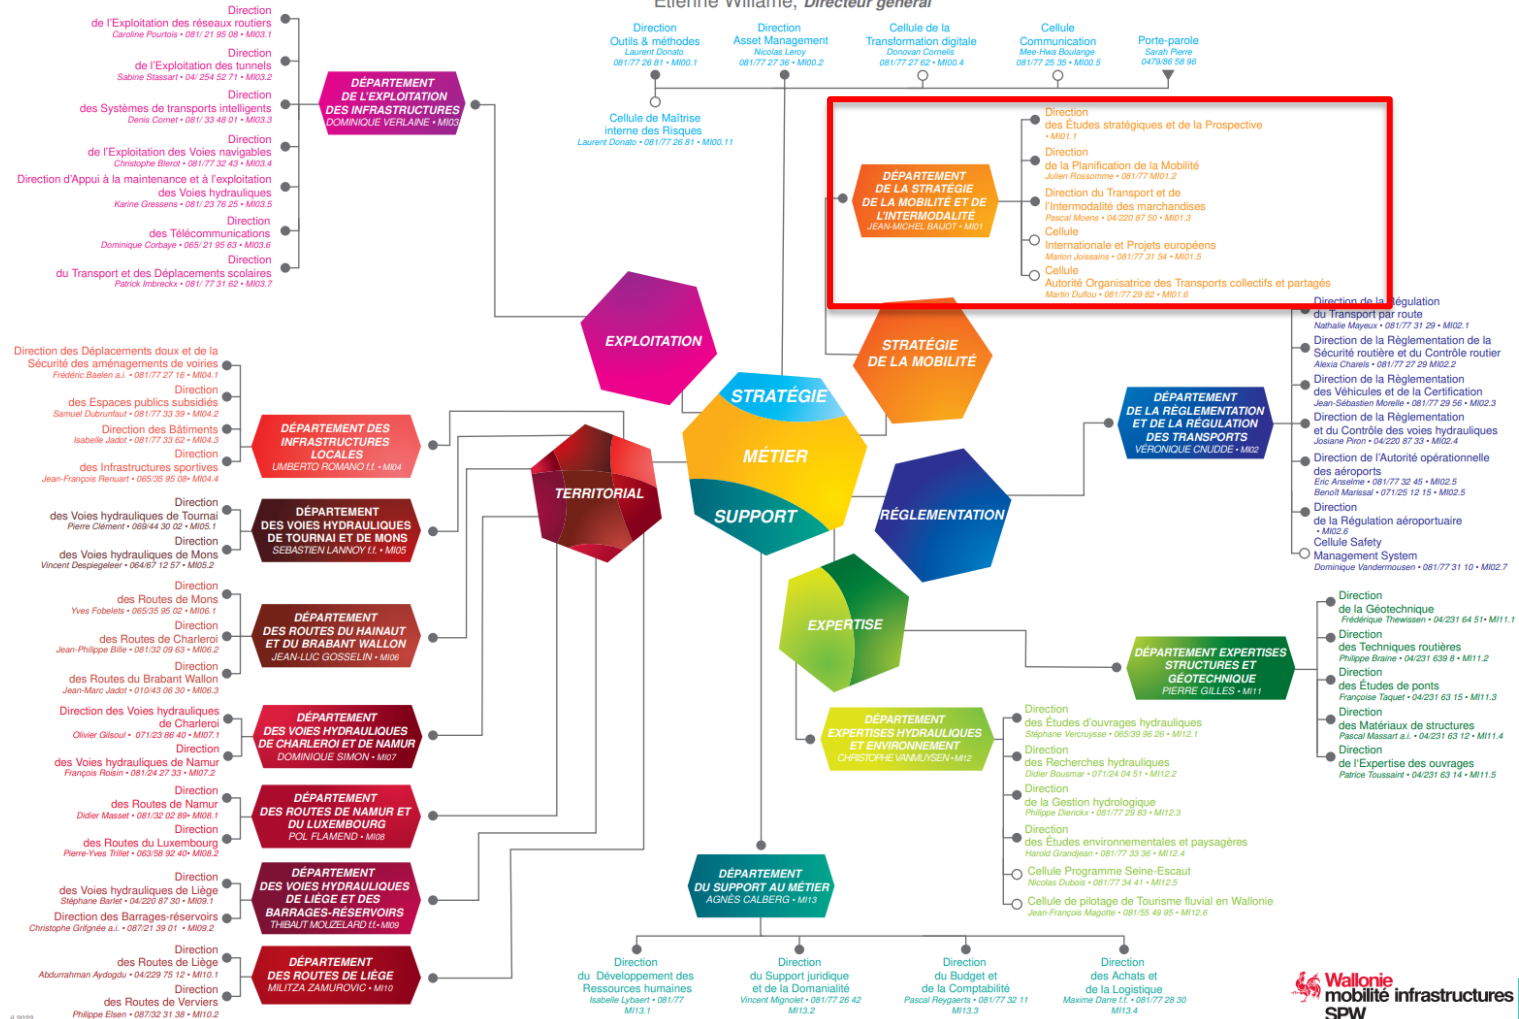 Etienne Willame, Directeur général
Direction
Outils & méthodes
Laurent Donato
081/77 26 81 • MI00.1
Direction
Asset Management
Nicolas Leroy
081/77 27 36 • MI00.2
Cellule de la
Transformation digitale
Donovan Cornelis
081/77 27 62 • MI00.4
Cellule
Communication
Mee-Hwa Boulange
081/77 25 35 • MI00.5
Porte-parole
Sarah Pierre
0479/86 58 96
Cellule de Maîtrise
interne des Risques
Laurent Donato • 081/77 26 81 • MI00.11
Direction
de l'Exploitation des réseaux routiers
Caroline Pourtois • 081/ 21 95 08 • MI03.1
Direction
de l'Exploitation des tunnels
Sabine Stassart • 04/ 254 52 71 • MI03.2
Direction
des Systèmes de transports intelligents
Denis Cornet • 081/ 33 48 01 • MI03.3
Direction
de l'Exploitation des Voies navigables
Christophe Blerot • 081/77 32 43 • MI03.4
Direction d'Appui à la maintenance et à l'exploitation
des Voies hydrauliques
Karine Gressens • 081/ 23 76 25 • MI03.5
Direction
des Télécommunications
Dominique Corbaye • 065/ 21 95 63 • MI03.6
Direction
du Transport et des Déplacements scolaires
Patrick Imbreckx • 081/ 77 31 62 • MI03.7
DÉPARTEMENT
DE L'EXPLOITATION
DES INFRASTRUCTURES
DOMINIQUE VERLAINE • MI03
DÉPARTEMENT
DE LA STRATÉGIE
DE LA MOBILITÉ ET DE
L'INTERMODALITÉ
JEAN-MICHEL BAIJOT • MI01
Direction
des Études stratégiques et de la Prospective
• MI01.1
Direction
de la Planification de la Mobilité
Julien Rossomme • 081/77 MI01.2
Direction du Transport et de
l'Intermodalité des marchandises
Pascal Moens • 04/220 87 50 • MI01.3
Cellule
Internationale et Projets européens
Marion Joissains • 081/77 31 54 • MI01.5
Cellule
Autorité Organisatrice des Transports collectifs et partagés
Martin Duflou • 081/77 29 82 • MI01.6
EXPLOITATION
STRATÉGIE
DE LA MOBILITÉ
STRATÉGIE
MÉTIER
SUPPORT
TERRITORIAL
RÉGLEMENTATION
EXPERTISE
Direction de la Régulation
du Transport par route
Nathalie Mayeux • 081/77 31 29 • MI02.1
Direction de la Règlementation de la
Sécurité routière et du Contrôle routier
Alexia Charels • 081/77 27 29 MI02.2
Direction de la Règlementation
des Véhicules et de la Certification
Jean-Sébastien Morelle • 081/77 29 56 • MI02.3
Direction de la Règlementation
et du Contrôle des voies hydrauliques
Josiane Piron • 04/220 87 33 • MI02.4
Direction de l'Autorité opérationnelle
des aéroports
Eric Anselme • 081/77 32 45 • MI02.5
Benoît Marissal • 071/25 12 15 • MI02.5
Direction
de la Régulation aéroportuaire
• MI02.6
Cellule Safety
Management System
Dominique Vandermousen • 081/77 31 10 • MI02.7
DÉPARTEMENT
DE LA RÈGLEMENTATION
ET DE LA RÉGULATION
DES TRANSPORTS
VÉRONIQUE CNUDDE • MI02
Direction des Déplacements doux et de la
Sécurité des aménagements de voiries
Frédéric Baelen a.i. • 081/77 27 16 • MI04.1
Direction
des Espaces publics subsidiés
Samuel Dubrunfaut • 081/77 33 39 • MI04.2
Direction des Bâtiments
Isabelle Jadot • 081/77 33 62 • MI04.3
Direction
des Infrastructures sportives
Jean-François Renuart • 065/35 95 08• MI04.4
DÉPARTEMENT DES
INFRASTRUCTURES
LOCALES
UMBERTO ROMANO f.f. • MI04
Direction
des Voies hydrauliques de Tournai
Pierre Clément • 069/44 30 02 • MI05.1
Direction
des Voies hydrauliques de Mons
Vincent Despiegeleer • 064/67 12 57 • MI05.2
DÉPARTEMENT
DES VOIES HYDRAULIQUES
DE TOURNAI ET DE MONS
SEBASTIEN LANNOY f.f. • MI05
Direction
des Routes de Mons
Yves Fobelets • 065/35 95 02 • MI06.1
Direction
des Routes de Charleroi
Jean-Philippe Bille • 081/32 09 63 • MI06.2
Direction
des Routes du Brabant Wallon
Jean-Marc Jadot • 010/43 06 30 • MI06.3
DÉPARTEMENT
DES ROUTES DU HAINAUT
ET DU BRABANT WALLON
JEAN-LUC GOSSELIN • MI06
Direction des Voies hydrauliques
de Charleroi
Olivier Gilsoul • 071/23 86 40 • MI07.1
Direction
des Voies hydrauliques de Namur
François Roisin • 081/24 27 33 • MI07.2
DÉPARTEMENT
DES VOIES HYDRAULIQUES
DE CHARLEROI ET DE NAMUR
DOMINIQUE SIMON • MI07
Direction
des Routes de Namur
Didier Masset • 081/32 02 89• MI08.1
Direction
des Routes du Luxembourg
Pierre-Yves Trillet • 063/58 92 40• MI08.2
DÉPARTEMENT
DES ROUTES DE NAMUR ET
DU LUXEMBOURG
POL FLAMEND • MI08
Direction
des Voies hydrauliques de Liège
Stéphane Barlet • 04/220 87 30 • MI09.1
Direction des Barrages-réservoirs
Christophe Grifgnée a.i. • 087/21 39 01 • MI09.2
DÉPARTEMENT
DES VOIES HYDRAULIQUES
DE LIÈGE ET DES
BARRAGES-RÉSERVOIRS
THIBAUT MOUZELARD f.f.• MI09
Direction
des Routes de Liège
Abdurrahman Aydogdu • 04/229 75 12 • MI10.1
Direction
des Routes de Verviers
Philippe Elsen • 087/32 31 38 • MI10.2
DÉPARTEMENT
DES ROUTES DE LIÈGE
MILITZA ZAMUROVIC • MI10
Direction
de la Géotechnique
Frédérique Thewissen • 04/231 64 51• MI11.1
Direction
des Techniques routières
Philippe Braine • 04/231 639 8 • MI11.2
Direction
des Études de ponts
Françoise Taquet • 04/231 63 15 • MI11.3
Direction
des Matériaux de structures
Pascal Massart a.i. • 04/231 63 12 • MI11.4
Direction
de l'Expertise des ouvrages
Patrice Toussaint • 04/231 63 14 • MI11.5
DÉPARTEMENT EXPERTISES
STRUCTURES ET
GÉOTECHNIQUE
PIERRE GILLES • MI11
DÉPARTEMENT
EXPERTISES HYDRAULIQUES
ET ENVIRONNEMENT
CHRISTOPHE VANMUYSEN • MI12
Direction
des Études d'ouvrages hydrauliques
Stéphane Vercruysse • 065/39 96 26 • MI12.1
Direction
des Recherches hydrauliques
Didier Bousmar • 071/24 04 51 • MI12.2
Direction
de la Gestion hydrologique
Philippe Dierickx • 081/77 29 83 • MI12.3
Direction
des Études environnementales et paysagères
Harold Grandjean • 081/77 33 36 • MI12.4
Cellule Programme Seine-Escaut
Nicolas Dubois • 081/77 34 41 • MI12.5
Cellule de pilotage de Tourisme fluvial en Wallonie
Jean-François Magotte • 081/55 49 95 • MI12.6
DÉPARTEMENT
DU SUPPORT AU MÉTIER
AGNÈS CALBERG • MI13
Direction
du Développement des
Ressources humaines
Isabelle Lybaert • 081/77
MI13.1
Direction
du Support juridique
et de la Domanialité
Vincent Mignolet • 081/77 26 42
MI13.2
Direction
du Budget et
de la Comptabilité
Pascal Reygaerts • 081/77 32 11
MI13.3
Direction
des Achats et
de la Logistique
Maxime Darre f.f. • 081/77 28 30
MI13.4
Wallonie
mobilité infrastructures
SPW